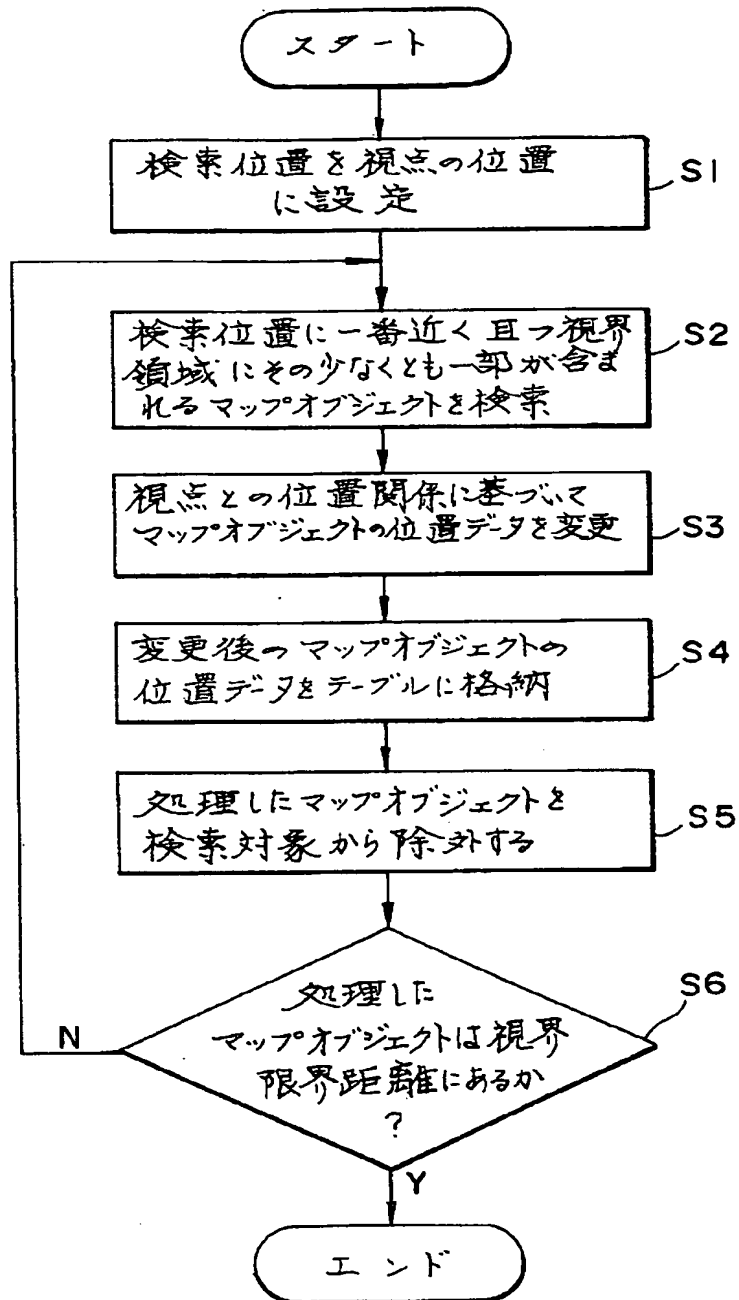 スタート
検索位置を視点の位置
に設定
S1
検索位置に一番近く且つ視界
領域にその少なくとも一部が含ま
れるマップオブジェクトを検索
S2
視点との位置関係に基づいて
マップオブジェクトの位置データを変更
S3
変更後のマップオブジェクトの
位置データをテーブルに格納
S4
処理したマップオブジェクトを
検索対象から除外する
S5
処理した
マップオブジェクトは視界
限界距離にあるか
?
S6
N
Y
エンド